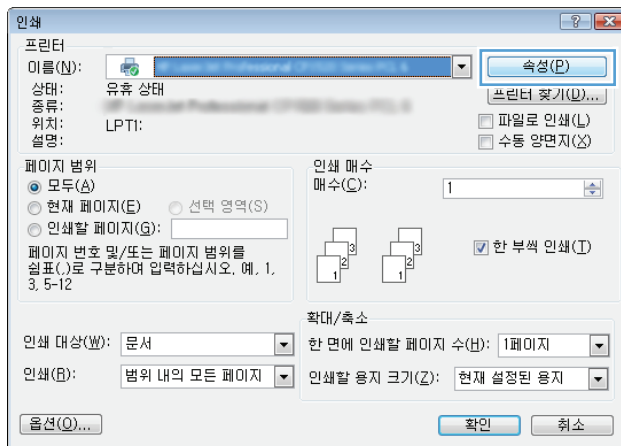 인쇄
프린터
이름(N):
속성(P)
상태: 유휴 상태
프린터 찾기(D)...
종류:
위치: LPT1:
파일로 인쇄(L)
설명:
수동 양면지(X)
페이지 범위
모두(A)
현재 페이지(E) 선택 영역(S)
인쇄할 페이지(G):
페이지 번호 및/또는 페이지 범위를
쉼표(,)로 구분하여 입력하십시오. 예, 1,
3, 5-12
인쇄 매수
매수(C): 1
3
2
1
3
2
1
한 부씩 인쇄(T)
인쇄 대상(W): 문서
인쇄(R): 범위 내의 모든 페이지
확대/축소
한 면에 인쇄할 페이지 수(H): 1페이지
인쇄할 용지 크기(Z): 현재 설정된 용지
옵션(O)...
확인
취소